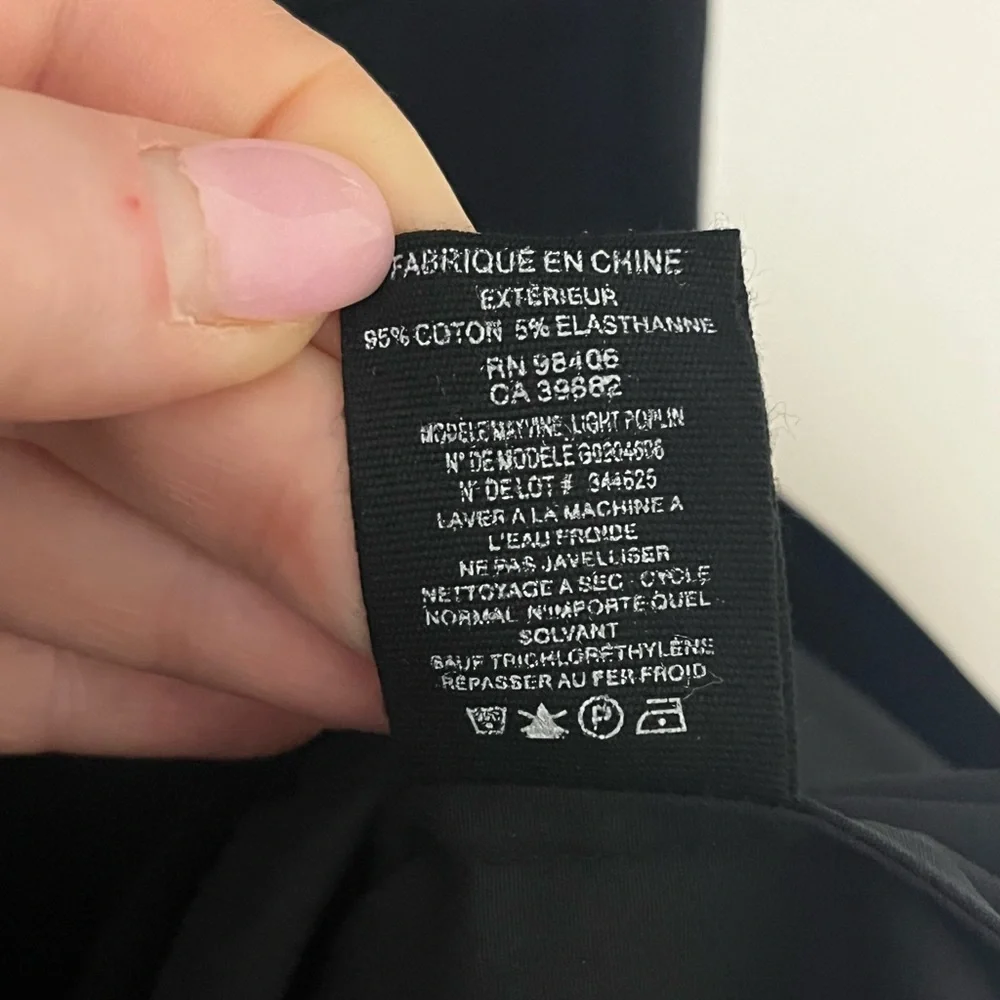 FABRIQUÉ EN CHINE
EXTÉRIEUR
95% COTON 5% ELASTHANNE
RN 98406
CA 39682
MODÈLE MAYVINE LIGHT POPLIN
N° DE MODÈLE G0204606
N° DE LOT # 344625
LAVER A LA MACHINE A
L'EAU FROIDE
NE PAS JAVELLISER
NETTOYAGE A SEC CYCLE
NORMAL N'IMPORTE QUEL
SOLVANT
SAUF TRICHLORÉTHYLÈNE
REPASSER AU FER FROID
P